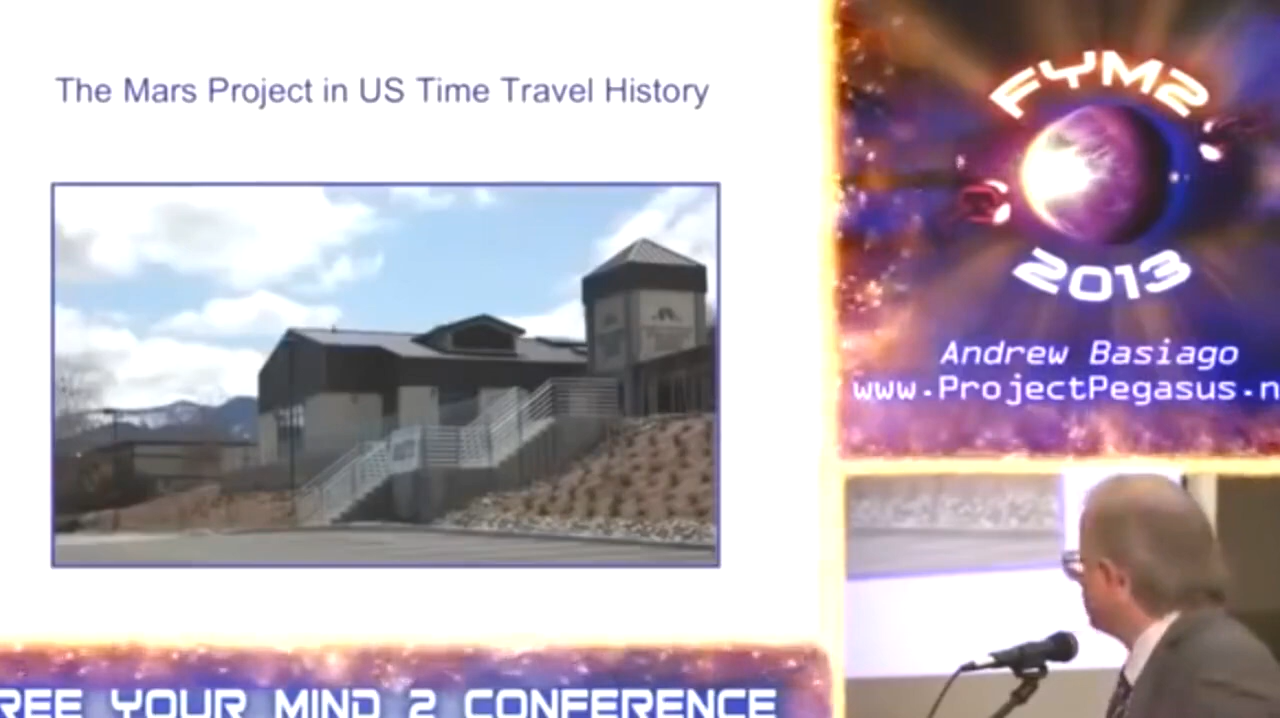 The Mars Project in US Time Travel History
FYM2
2013
Andrew Basiago
www.ProjectPegasus.n
REE YOUR MIND 2 CONFERENCE